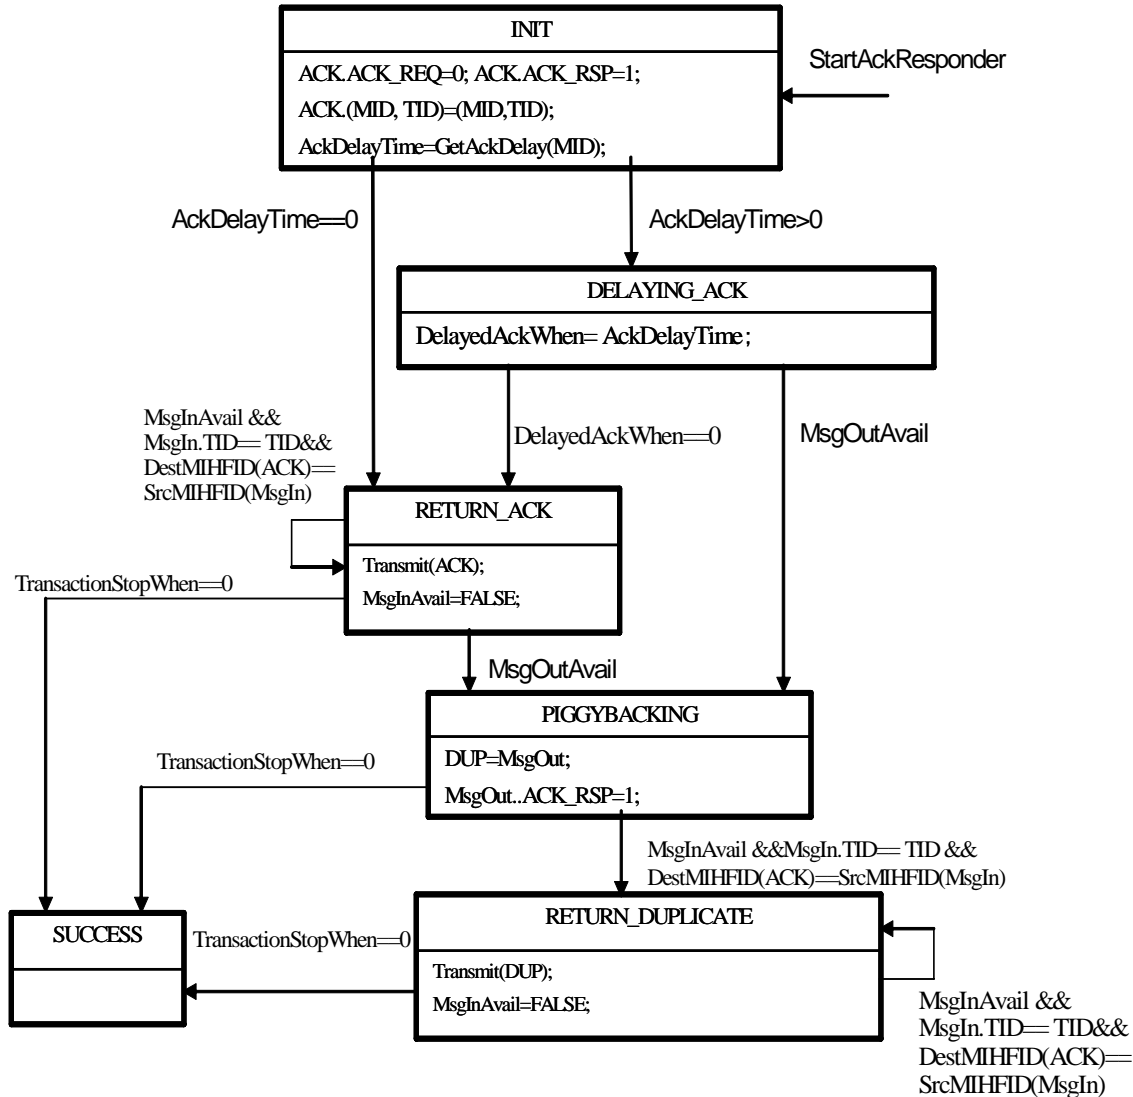 INIT
StartAckResponder
ACK.ACK_REQ=0; ACK.ACK_RSP=1;
ACK.(MID, TID)=(MID,TID);
AckDelayTime=GetAckDelay(MID);
AckDelayTime==0
AckDelayTime>0
DELAYING_ACK
DelayedAckWhen= AckDelayTime;
MsgInAvail &&
MsgIn.TID== TID&&
DestMIHFID(ACK)==
SrcMIHFID(MsgIn)
DelayedAckWhen==0
MsgOutAvail
RETURN_ACK
Transmit(ACK);
MsgInAvail=FALSE;
TransactionStopWhen==0
MsgOutAvail
PIGGYBACKING
DUP=MsgOut;
MsgOut..ACK_RSP=1;
TransactionStopWhen==0
MsgInAvail &&MsgIn.TID== TID &&
DestMIHFID(ACK)==SrcMIHFID(MsgIn)
RETURN_DUPLICATE
Transmit(DUP);
MsgInAvail=FALSE;
SUCCESS
TransactionStopWhen==0
MsgInAvail &&
MsgIn.TID== TID&&
DestMIHFID(ACK)==
SrcMIHFID(MsgIn)